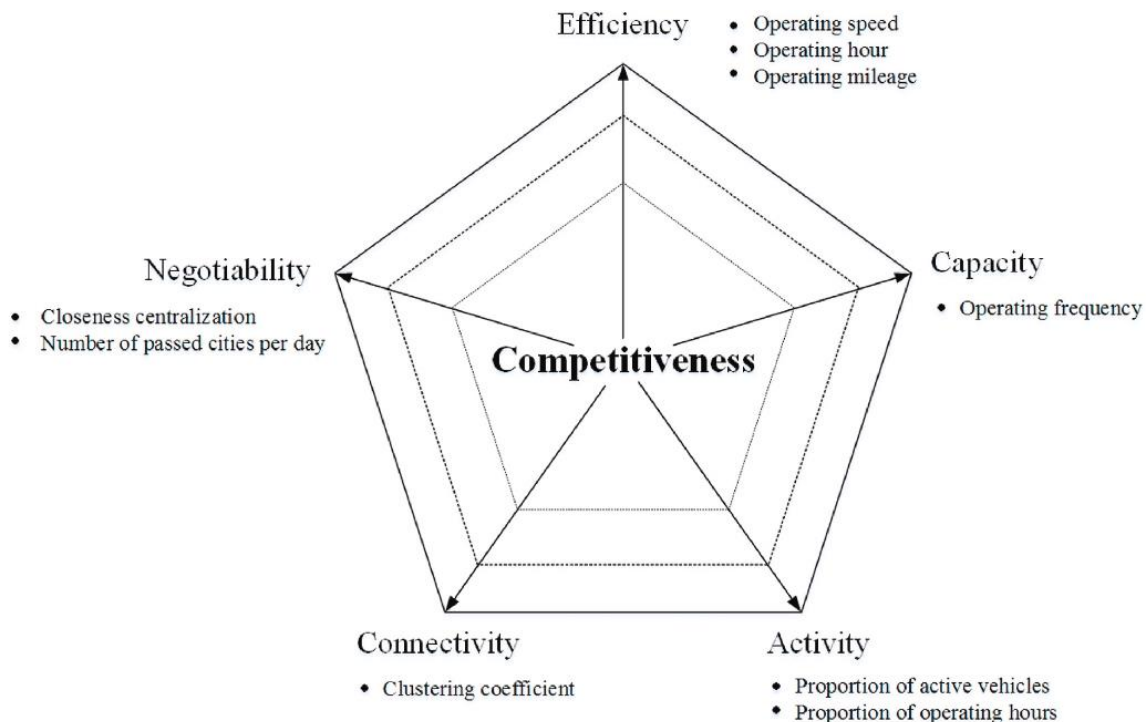 Efficiency
• Operating speed
• Operating hour
• Operating mileage
Negotiability
• Closeness centralization
• Number of passed cities per day
Capacity
• Operating frequency
Competitiveness
Connectivity
• Clustering coefficient
Activity
• Proportion of active vehicles
• Proportion of operating hours